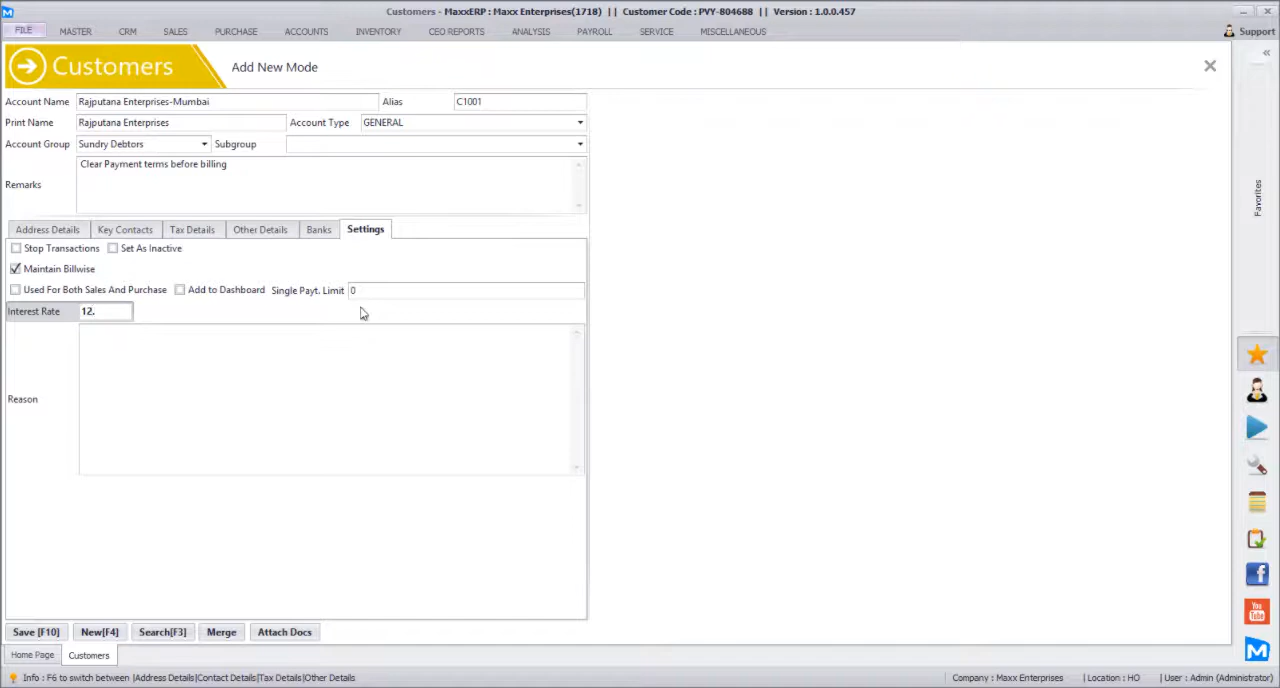 Customers - MaxxERP : Maxx Enterprises(1718) || Customer Code : PVY-804688 || Version : 1.0.0.457
FILE MASTER CRM SALES PURCHASE ACCOUNTS INVENTORY CEO REPORTS ANALYSIS PAYROLL SERVICE MISCELLANEOUS Support
Customers Add New Mode
Account Name Rajputana Enterprises-Mumbai Alias C1001
Print Name Rajputana Enterprises Account Type GENERAL
Account Group Sundry Debtors Subgroup
Clear Payment terms before billing
Remarks
Favorites
Address Details Key Contacts Tax Details Other Details Banks Settings
Stop Transactions Set As Inactive
Maintain Billwise
Used For Both Sales And Purchase Add to Dashboard Single Payt. Limit 0
Interest Rate 12.
Reason
You
Tube
Save [F10] New[F4] Search[F3] Merge Attach Docs
Home Page Customers
Info : F6 to switch between |Address Details|Contact Details|Tax Details|Other Details Company : Maxx Enterprises |Location : HO |User : Admin (Administrator)